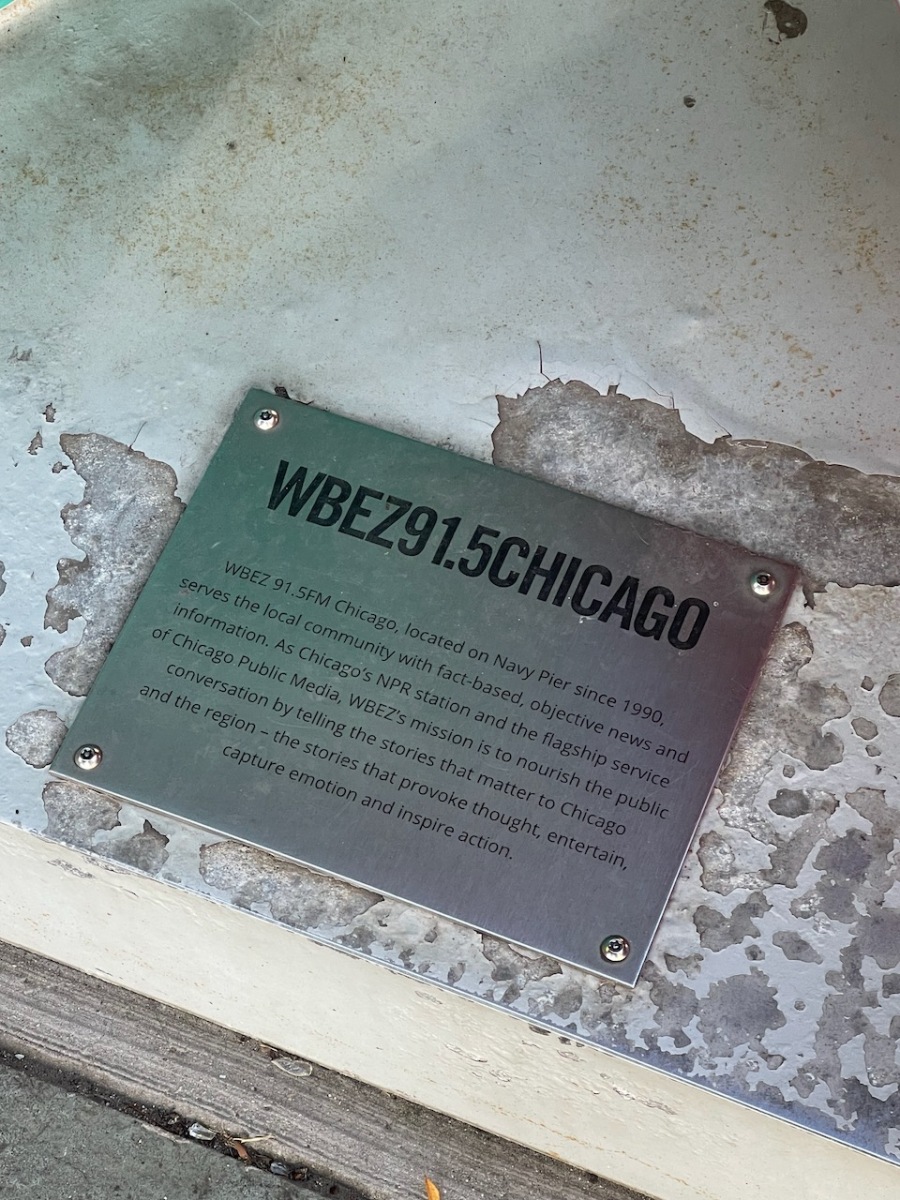 WBEZ91.5CHICAGO
WBEZ 91.5FM Chicago, located on Navy Pier since 1990,
serves the local community with fact-based, objective news and
information. As Chicago’s NPR station and the flagship service
of Chicago Public Media, WBEZ’s mission is to nourish the public
conversation by telling the stories that matter to Chicago
and the region – the stories that provoke thought, entertain,
capture emotion and inspire action.